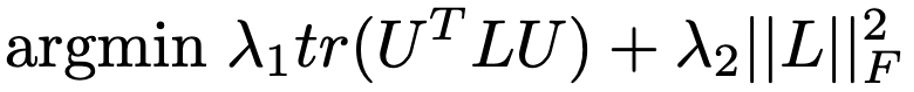 argmin λ₁tr(UᵀLU) + λ₂||L||²_F